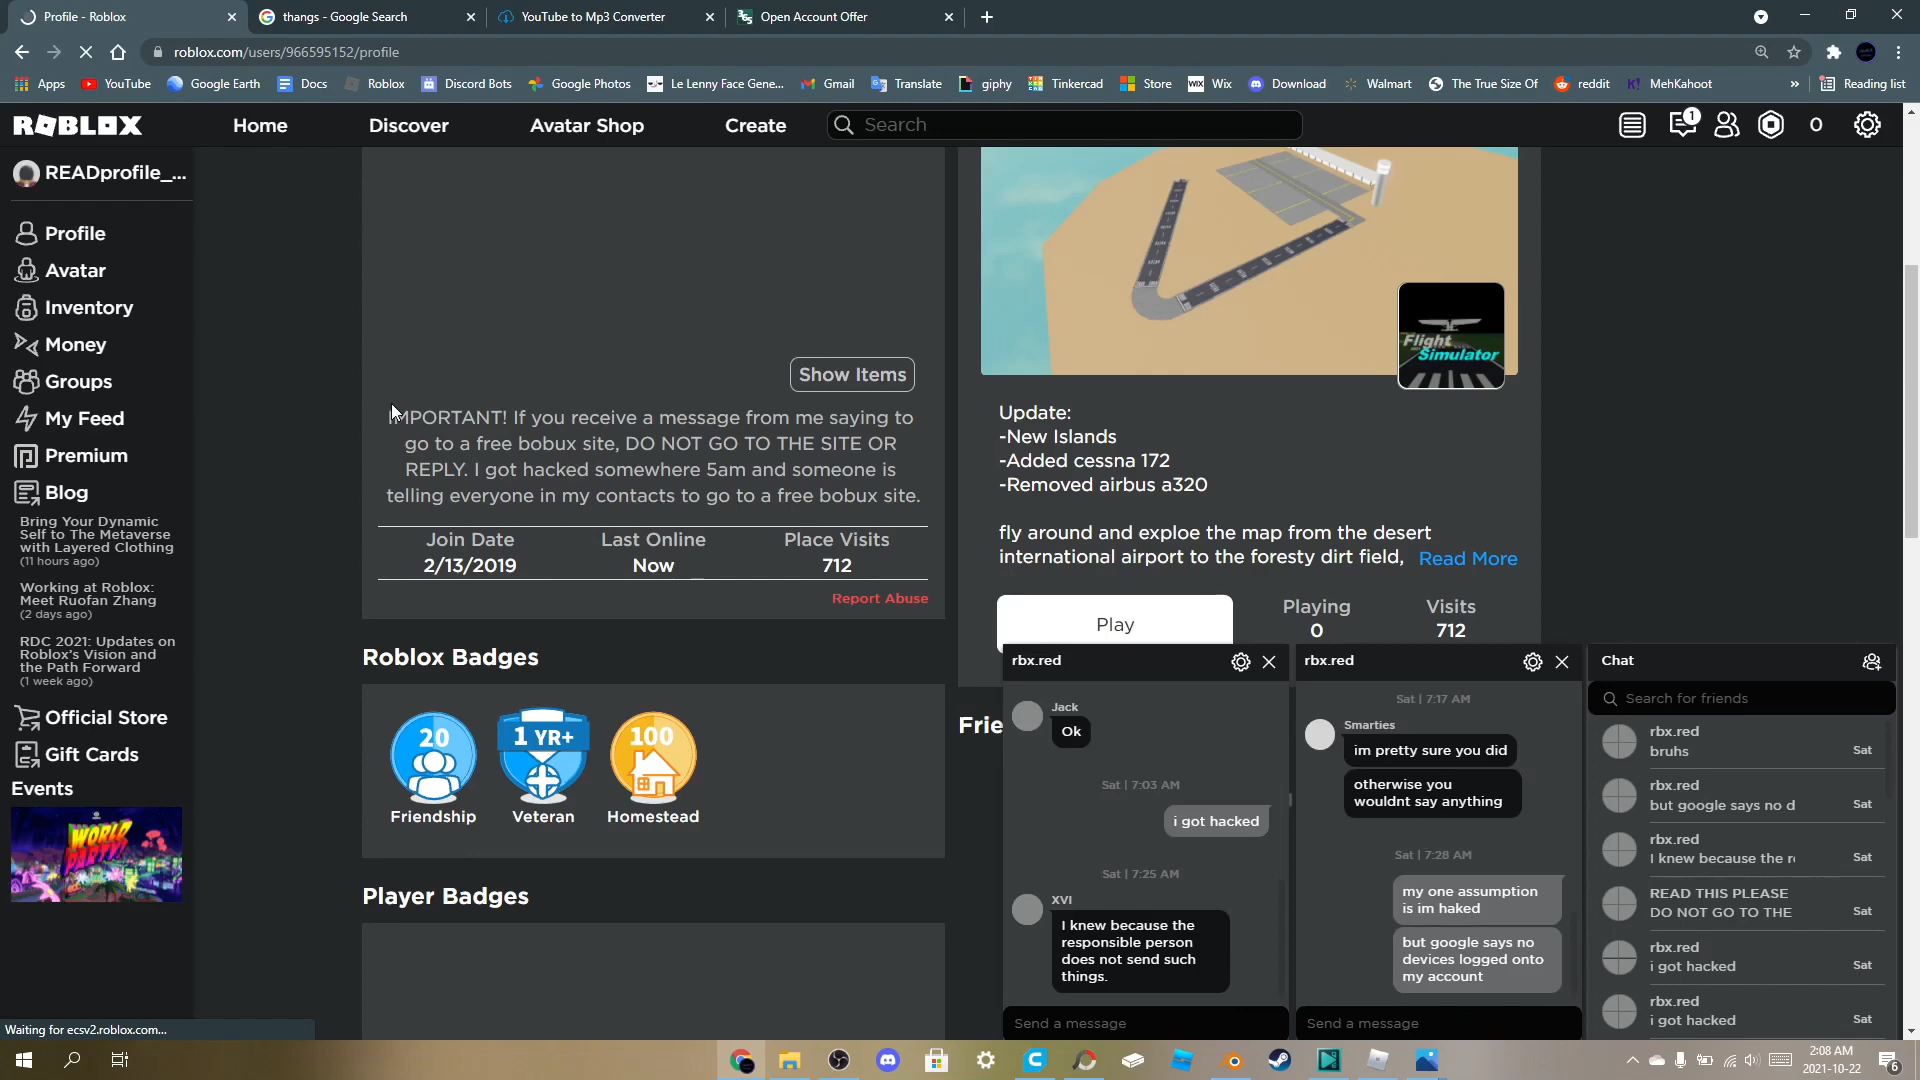 Profile - Roblox
thangs - Google Search
YouTube to Mp3 Converter
Open Account Offer
roblox.com/users/966595152/profile
Apps
YouTube
Google Earth
Docs
Roblox
Discord Bots
Google Photos
Le Lenny Face Gene...
Gmail
Translate
giphy
Tinkercad
Store
Wix
Download
Walmart
The True Size Of
reddit
MehKahoot
Reading list
ROBLOX
Home
Discover
Avatar Shop
Create
Search
1
0
READprofile_...
Profile
Avatar
Inventory
Money
Groups
My Feed
Premium
Blog
Bring Your Dynamic
Self to The Metaverse
with Layered Clothing
(11 hours ago)
Working at Roblox:
Meet Ruofan Zhang
(2 days ago)
RDC 2021: Updates on
Roblox's Vision and
the Path Forward
(1 week ago)
Official Store
Gift Cards
Events
WORLD
PARTY!
Show Items
IMPORTANT! If you receive a message from me saying to
go to a free bobux site, DO NOT GO TO THE SITE OR
REPLY. I got hacked somewhere 5am and someone is
telling everyone in my contacts to go to a free bobux site.
Join Date
2/13/2019
Last Online
Now
Place Visits
712
Report Abuse
Roblox Badges
20
Friendship
1 YR+
Veteran
100
Homestead
Player Badges
Flight
Simulator
Update:
-New Islands
-Added cessna 172
-Removed airbus a320
fly around and exploe the map from the desert
international airport to the foresty dirt field,
Read More
Play
Playing
0
Visits
712
Frie
rbx.red
Jack
Ok
Sat | 7:03 AM
i got hacked
Sat | 7:25 AM
XVI
I knew because the
responsible person
does not send such
things.
Send a message
rbx.red
Sat | 7:17 AM
Smarties
im pretty sure you did
otherwise you
wouldnt say anything
Sat | 7:28 AM
my one assumption
is im haked
but google says no
devices logged onto
my account
Send a message
Chat
Search for friends
rbx.red
bruhs
Sat
rbx.red
but google says no d
Sat
rbx.red
I knew because the re
Sat
READ THIS PLEASE
DO NOT GO TO THE
Sat
rbx.red
i got hacked
Sat
rbx.red
i got hacked
Sat
Waiting for ecsv2.roblox.com...
2:08 AM
2021-10-22
6